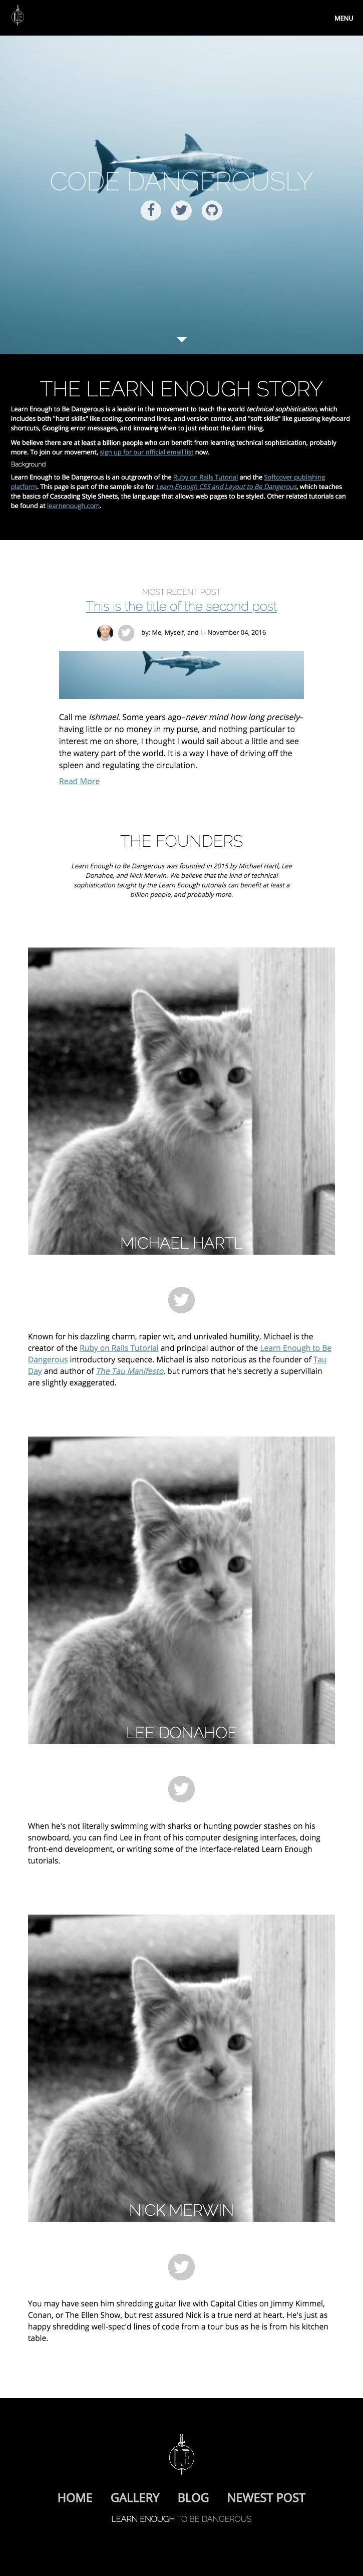 LE
MENU
CODE DANGEROUSLY
THE LEARN ENOUGH STORY
Learn Enough to Be Dangerous is a leader in the movement to teach the world technical sophistication, which
includes both "hard skills" like coding, command lines, and version control, and "soft skills" like guessing keyboard
shortcuts, Googling error messages, and knowing when to just reboot the darn thing.
We believe there are at least a billion people who can benefit from learning technical sophistication, probably
more. To join our movement, sign up for our official email list now.
Background
Learn Enough to Be Dangerous is an outgrowth of the Ruby on Rails Tutorial and the Softcover publishing
platform. This page is part of the sample site for Learn Enough CSS and Layout to Be Dangerous, which teaches
the basics of Cascading Style Sheets, the language that allows web pages to be styled. Other related tutorials can
be found at learnenough.com.
MOST RECENT POST
This is the title of the second post
by: Me, Myself, and I - November 04, 2016
Call me Ishmael. Some years ago–never mind how long precisely–
having little or no money in my purse, and nothing particular to
interest me on shore, I thought I would sail about a little and see
the watery part of the world. It is a way I have of driving off the
spleen and regulating the circulation.
Read More
THE FOUNDERS
Learn Enough to Be Dangerous was founded in 2015 by Michael Hartl, Lee
Donahoe, and Nick Merwin. We believe that the kind of technical
sophistication taught by the Learn Enough tutorials can benefit at least a
billion people, and probably more.
MICHAEL HARTL
Known for his dazzling charm, rapier wit, and unrivaled humility, Michael is the
creator of the Ruby on Rails Tutorial and principal author of the Learn Enough to Be
Dangerous introductory sequence. Michael is also notorious as the founder of Tau
Day and author of The Tau Manifesto, but rumors that he's secretly a supervillain
are slightly exaggerated.
LEE DONAHOE
When he's not literally swimming with sharks or hunting powder stashes on his
snowboard, you can find Lee in front of his computer designing interfaces, doing
front-end development, or writing some of the interface-related Learn Enough
tutorials.
NICK MERWIN
You may have seen him shredding guitar live with Capital Cities on Jimmy Kimmel,
Conan, or The Ellen Show, but rest assured Nick is a true nerd at heart. He's just as
happy shredding well-spec'd lines of code from a tour bus as he is from his kitchen
table.
LE
HOME GALLERY BLOG NEWEST POST
LEARN ENOUGH TO BE DANGEROUS